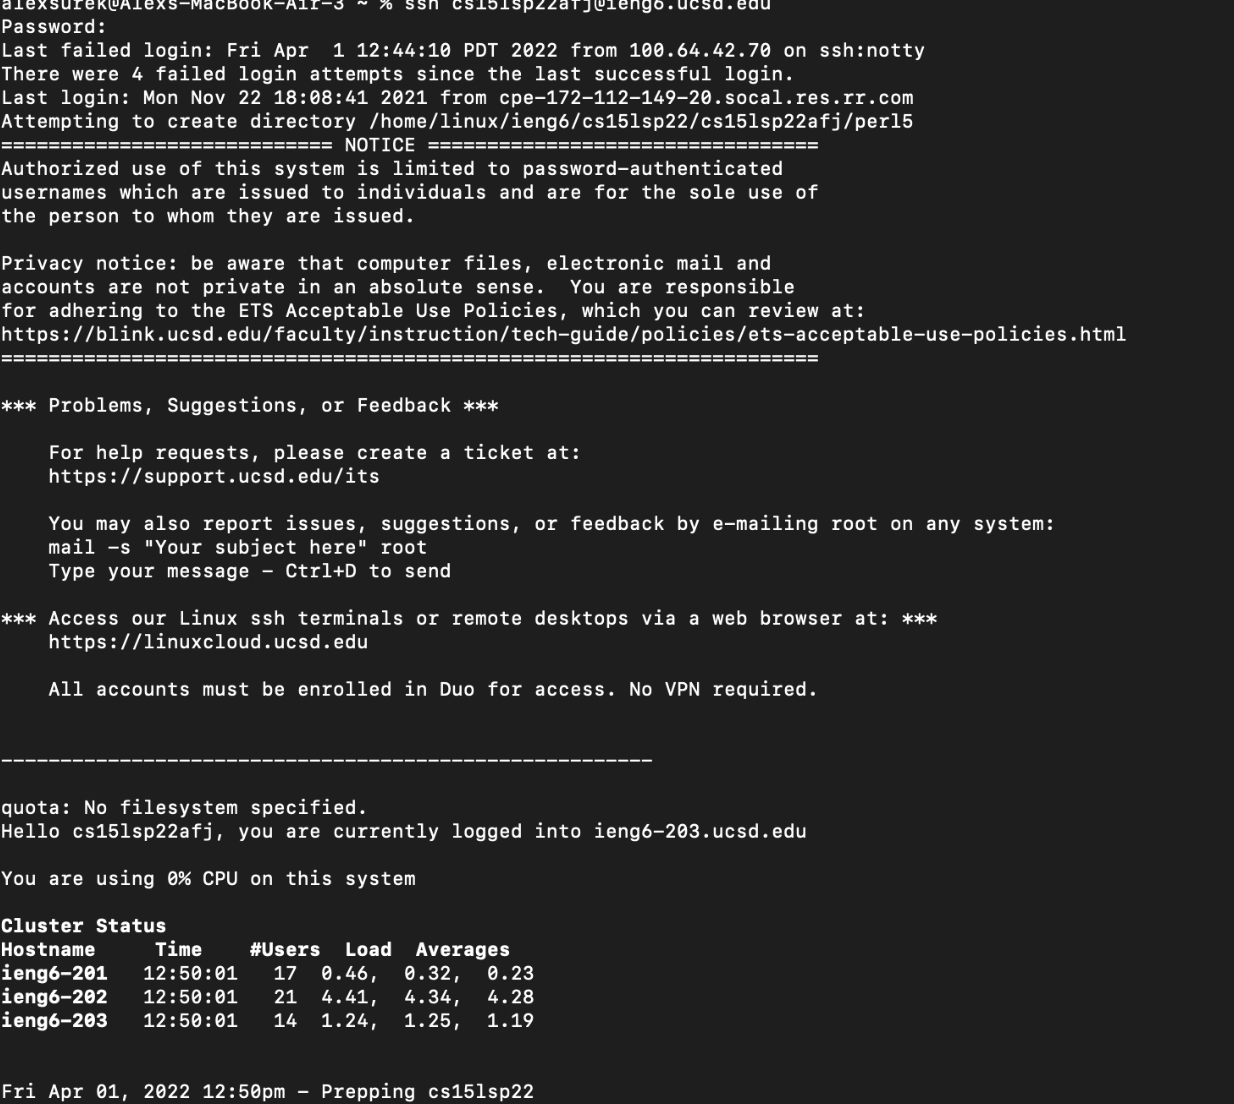 alexsurek@Alexs-MacBook-Air-3 ~ % ssh cs15lsp22afj@ieng6.ucsd.edu
Password:
Last failed login: Fri Apr  1 12:44:10 PDT 2022 from 100.64.42.70 on ssh:notty
There were 4 failed login attempts since the last successful login.
Last login: Mon Nov 22 18:08:41 2021 from cpe-172-112-149-20.socal.res.rr.com
Attempting to create directory /home/linux/ieng6/cs15lsp22/cs15lsp22afj/perl5
============================ NOTICE =================================
Authorized use of this system is limited to password-authenticated
usernames which are issued to individuals and are for the sole use of
the person to whom they are issued.

Privacy notice: be aware that computer files, electronic mail and
accounts are not private in an absolute sense.  You are responsible
for adhering to the ETS Acceptable Use Policies, which you can review at:
https://blink.ucsd.edu/faculty/instruction/tech-guide/policies/ets-acceptable-use-policies.html
=====================================================================

*** Problems, Suggestions, or Feedback ***

    For help requests, please create a ticket at:
    https://support.ucsd.edu/its

    You may also report issues, suggestions, or feedback by e-mailing root on any system:
    mail -s "Your subject here" root
    Type your message - Ctrl+D to send

*** Access our Linux ssh terminals or remote desktops via a web browser at: ***
    https://linuxcloud.ucsd.edu

    All accounts must be enrolled in Duo for access. No VPN required.


-------------------------------------------------------

quota: No filesystem specified.
Hello cs15lsp22afj, you are currently logged into ieng6-203.ucsd.edu

You are using 0% CPU on this system

Cluster Status
Hostname     Time    #Users  Load  Averages
ieng6-201   12:50:01   17  0.46,  0.32,  0.23
ieng6-202   12:50:01   21  4.41,  4.34,  4.28
ieng6-203   12:50:01   14  1.24,  1.25,  1.19


Fri Apr 01, 2022 12:50pm - Prepping cs15lsp22